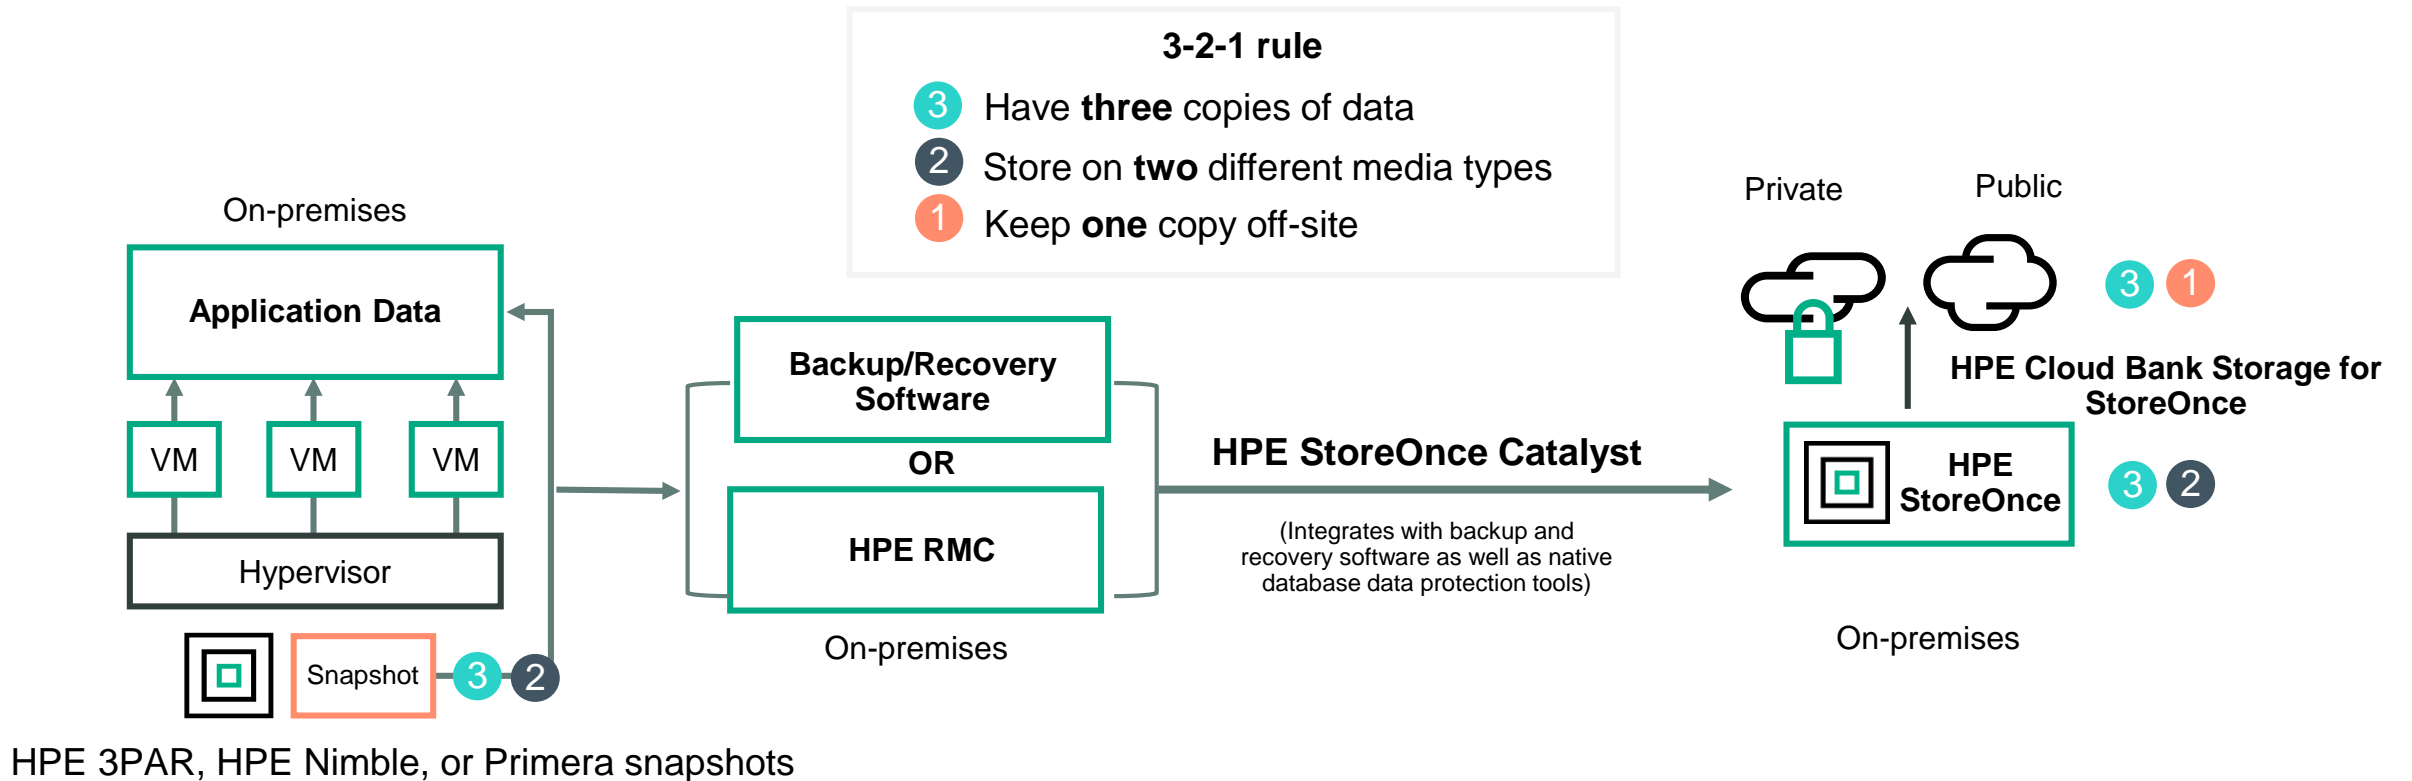 3-2-1 rule
3 Have three copies of data
2 Store on two different media types
1 Keep one copy off-site
On-premises
Application Data
VM VM VM
Hypervisor
Snapshot 3 2
HPE 3PAR, HPE Nimble, or Primera snapshots
Backup/Recovery
Software
OR
HPE RMC
On-premises
HPE StoreOnce Catalyst
(Integrates with backup and
recovery software as well as native
database data protection tools)
Private Public
3 1
HPE Cloud Bank Storage for
StoreOnce
HPE
StoreOnce
3 2
On-premises